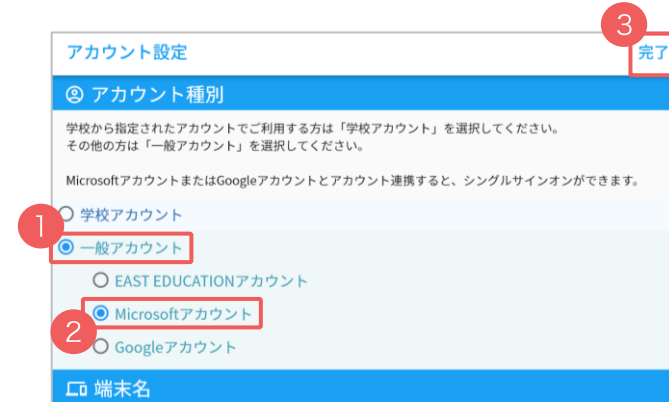 3
アカウント設定
完了
アカウント種別
学校から指定されたアカウントでご利用する方は「学校アカウント」を選択してください。
その他の方は「一般アカウント」を選択してください。
MicrosoftアカウントまたはGoogleアカウントとアカウント連携すると、シングルサインオンができます。
1
学校アカウント
一般アカウント
EAST EDUCATIONアカウント
Microsoftアカウント
2
Googleアカウント
端末名